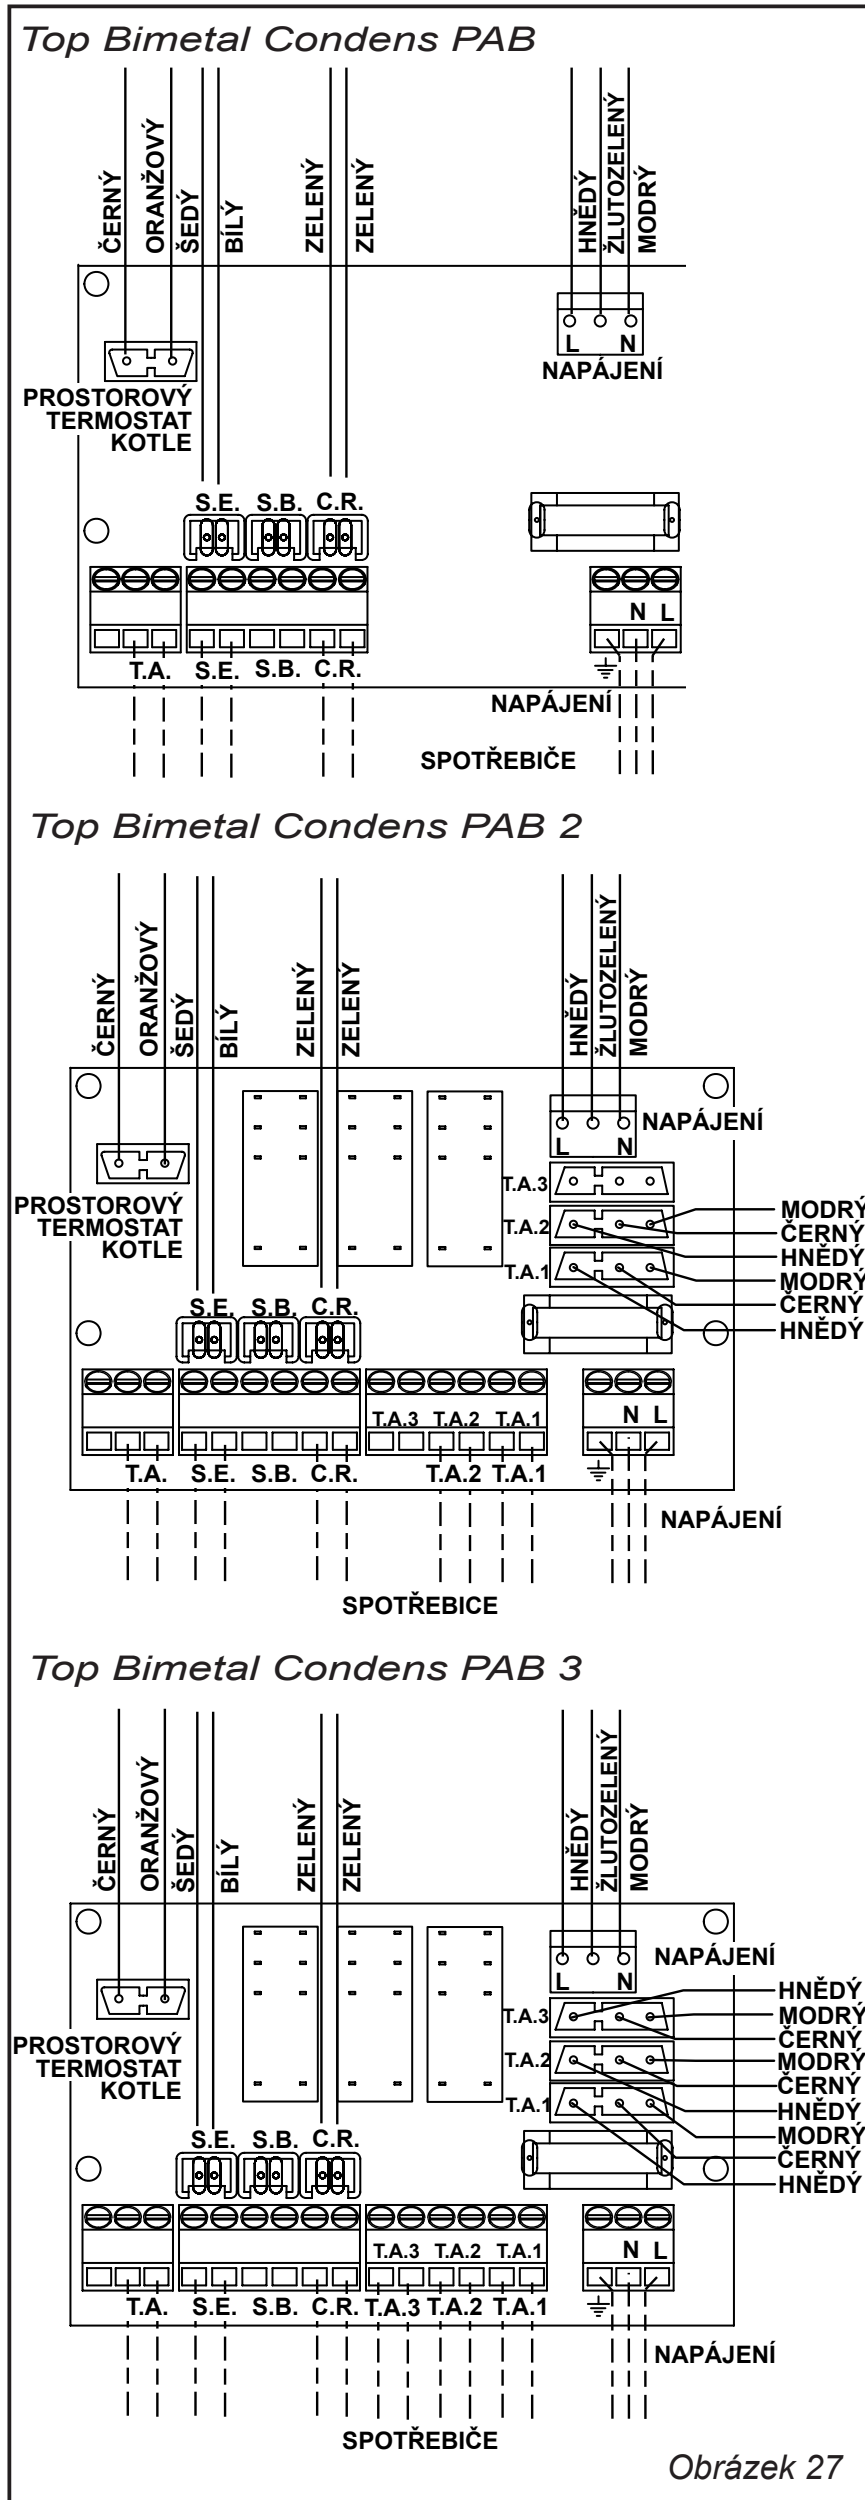 Top Bimetal Condens PAB
ČERNÝ
ORANŽOVÝ
ŠEDÝ
BÍLÝ
ZELENÝ
ZELENÝ
HNĚDÝ
ŽLUTOZELENÝ
MODRÝ
L N
NAPÁJENÍ
PROSTOROVÝ
TERMOSTAT
KOTLE
S.E. S.B. C.R.
N L
T.A. S.E. S.B. C.R.
NAPÁJENÍ
SPOTŘEBIČE
Top Bimetal Condens PAB 2
ČERNÝ
ORANŽOVÝ
ŠEDÝ
BÍLÝ
ZELENÝ
ZELENÝ
HNĚDÝ
ŽLUTOZELENÝ
MODRÝ
NAPÁJENÍ
L N
T.A.3
T.A.2
T.A.1
MODRÝ
ČERNÝ
HNĚDÝ
MODRÝ
ČERNÝ
HNĚDÝ
PROSTOROVÝ
TERMOSTAT
KOTLE
S.E. S.B. C.R.
T.A.3 T.A.2 T.A.1
N L
T.A. S.E. S.B. C.R. T.A.2 T.A.1
NAPÁJENÍ
SPOTŘEBICE
Top Bimetal Condens PAB 3
ČERNÝ
ORANŽOVÝ
ŠEDÝ
BÍLÝ
ZELENÝ
ZELENÝ
HNĚDÝ
ŽLUTOZELENÝ
MODRÝ
NAPÁJENÍ
L N
T.A.3
T.A.2
T.A.1
HNĚDÝ
MODRÝ
ČERNÝ
MODRÝ
ČERNÝ
HNĚDÝ
MODRÝ
ČERNÝ
HNĚDÝ
PROSTOROVÝ
TERMOSTAT
KOTLE
S.E. S.B. C.R.
T.A.3 T.A.2 T.A.1
N L
T.A. S.E. S.B. C.R. T.A.3 T.A.2 T.A.1
NAPÁJENÍ
SPOTŘEBIČE
Obrázek 27